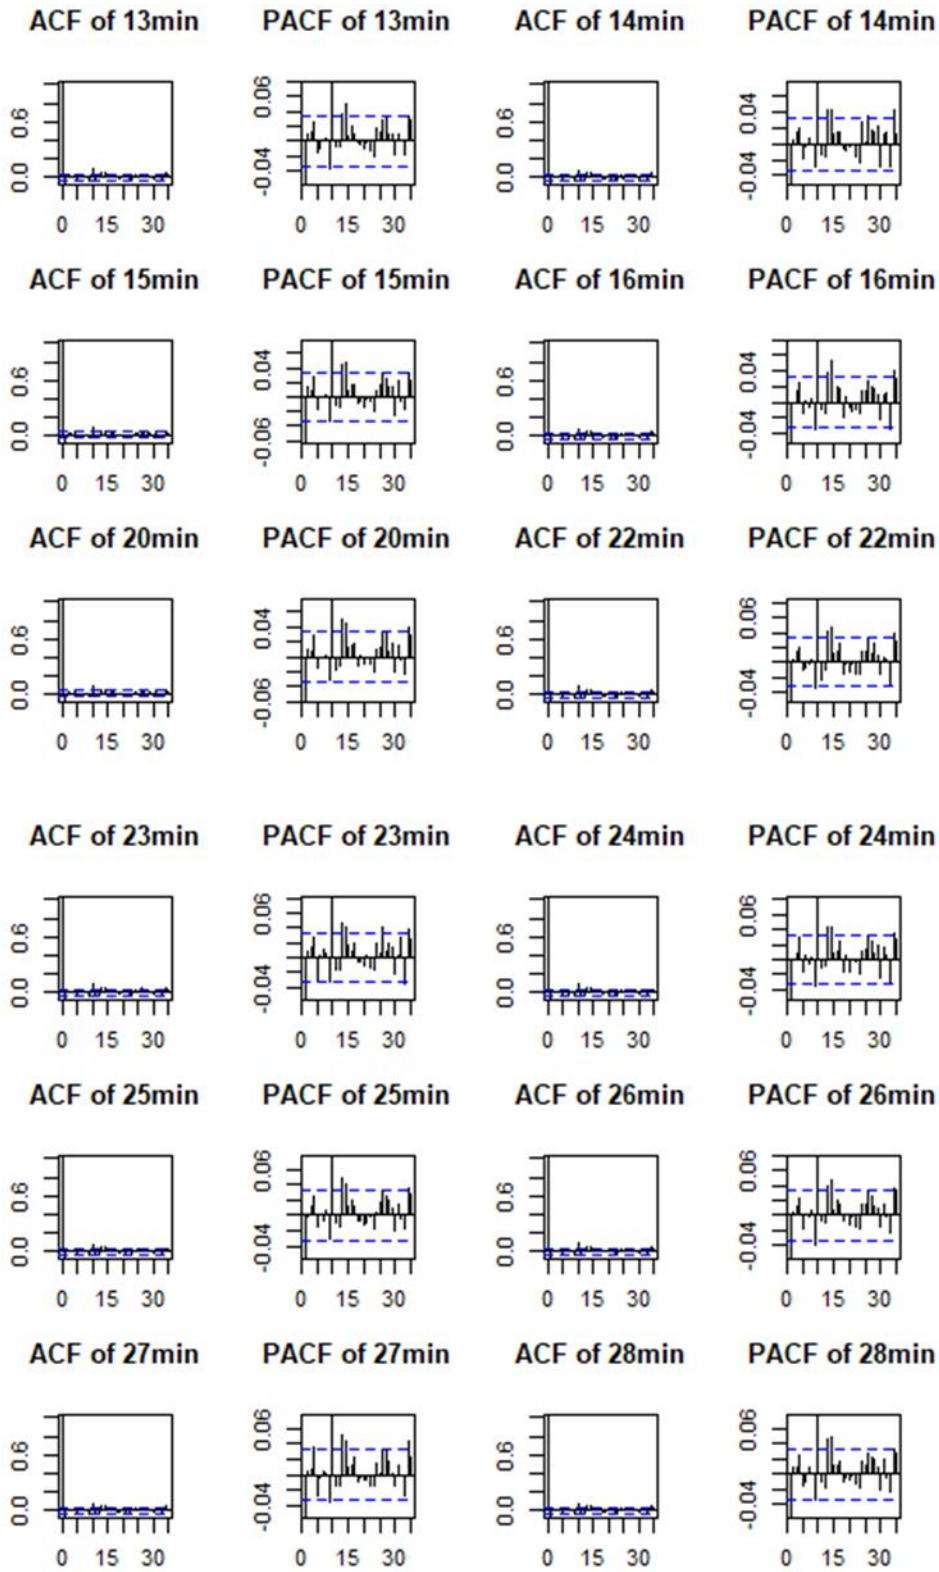 ACF of 13min PACF of 13min ACF of 14min PACF of 14min
0.0 0.6 -0.04 0.06 0.0 0.6 -0.04 0.04
0 15 30 0 15 30 0 15 30 0 15 30
ACF of 15min PACF of 15min ACF of 16min PACF of 16min
0.0 0.6 -0.06 0.04 0.0 0.6 -0.04 0.04
0 15 30 0 15 30 0 15 30 0 15 30
ACF of 20min PACF of 20min ACF of 22min PACF of 22min
0.0 0.6 -0.06 0.04 0.0 0.6 -0.04 0.06
0 15 30 0 15 30 0 15 30 0 15 30
ACF of 23min PACF of 23min ACF of 24min PACF of 24min
0.0 0.6 -0.04 0.06 0.0 0.6 -0.04 0.06
0 15 30 0 15 30 0 15 30 0 15 30
ACF of 25min PACF of 25min ACF of 26min PACF of 26min
0.0 0.6 -0.04 0.06 0.0 0.6 -0.04 0.06
0 15 30 0 15 30 0 15 30 0 15 30
ACF of 27min PACF of 27min ACF of 28min PACF of 28min
0.0 0.6 -0.04 0.06 0.0 0.6 -0.04 0.06
0 15 30 0 15 30 0 15 30 0 15 30